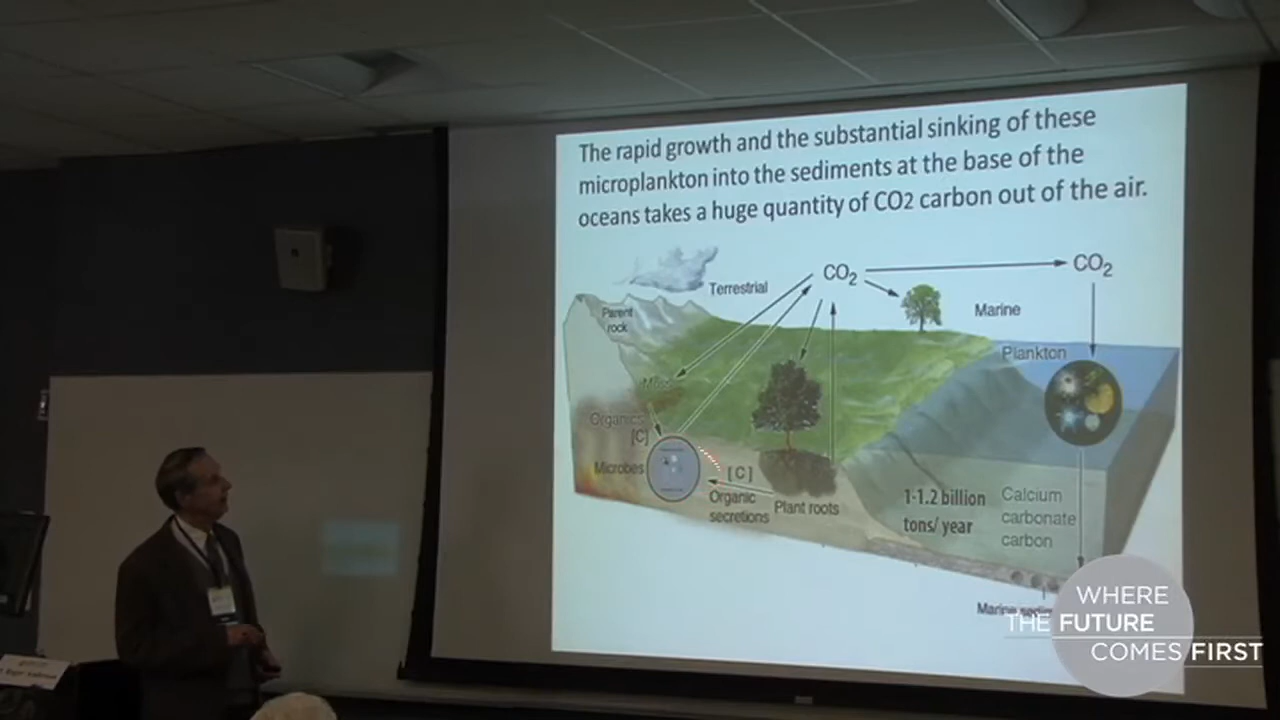 The rapid growth and the substantial sinking of these
microplankton into the sediments at the base of the
oceans takes a huge quantity of CO2 carbon out of the air.
CO₂
CO₂
Terrestrial
Marine
Parent
rock
Plankton
Organics
[C]
Microbes
[C]
Organic
secretions
Plant roots
1-1.2 billion
tons/ year
Calcium
carbonate
carbon
Marine
WHERE
THE FUTURE
COMES FIRST